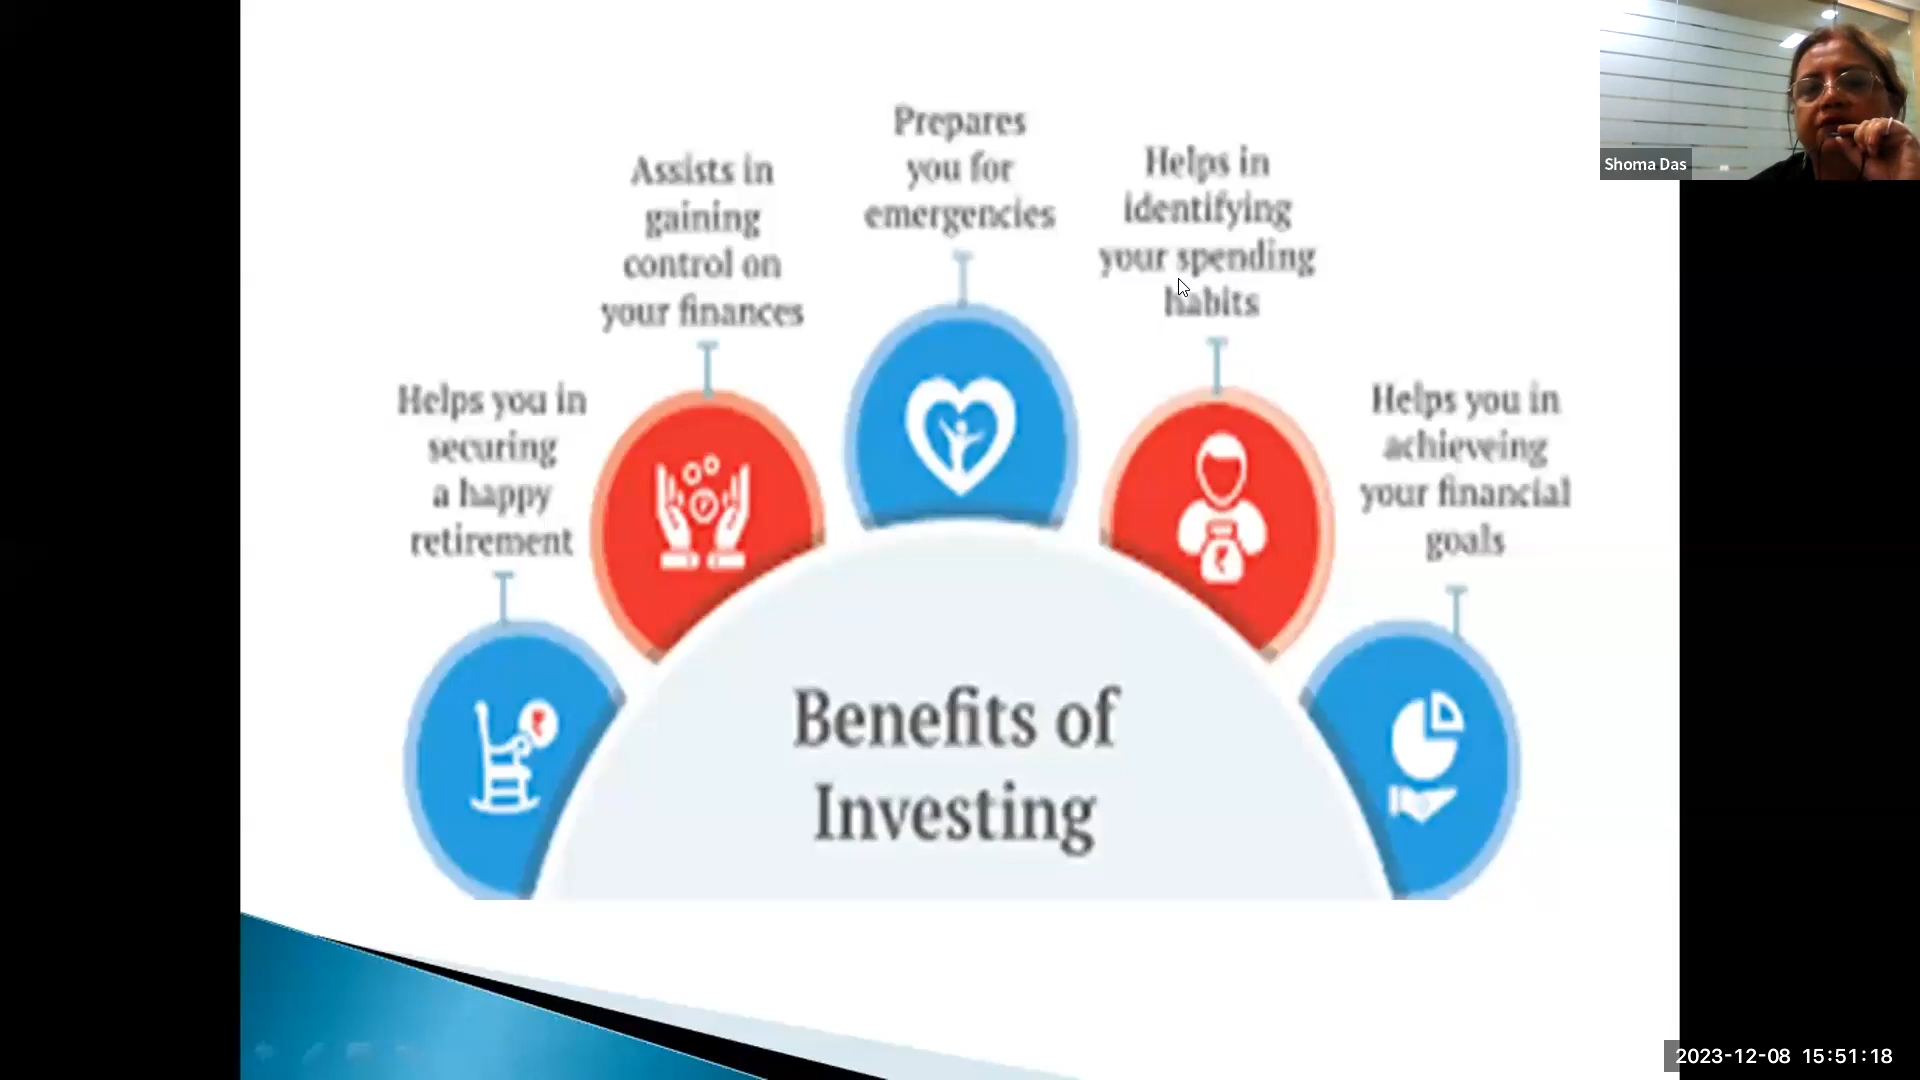 Prepares
you for
emergencies
Assists in
gaining
control on
your finances
Helps in
identifying
your spending
habits
Helps you in
securing
a happy
retirement
Helps you in
achieveing
your financial
goals
Benefits of
Investing
Shoma Das
2023-12-08 15:51:18